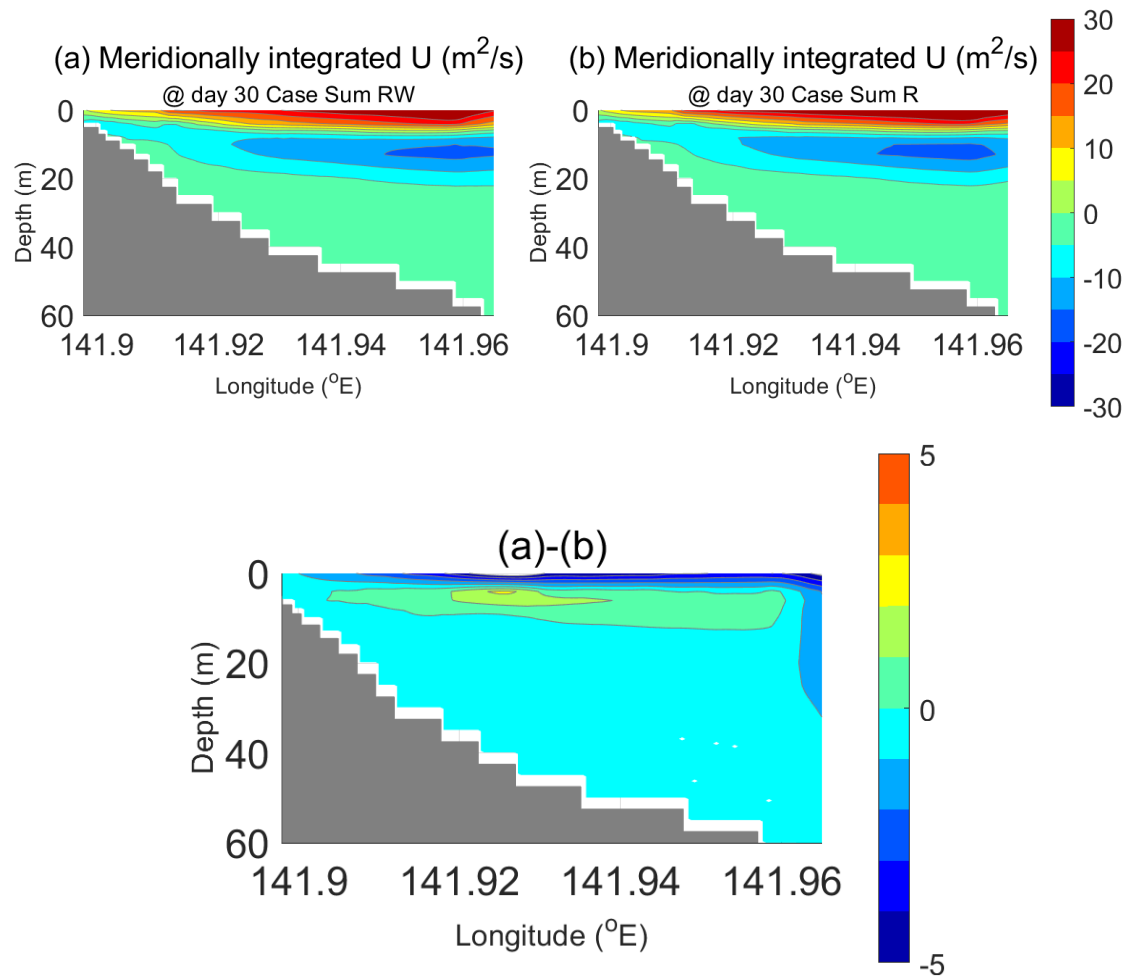 (a) Meridionally integrated U (m²/s)
@ day 30 Case Sum RW
0
20
40
60
Depth (m)
141.9 141.92 141.94 141.96
Longitude (°E)
(b) Meridionally integrated U (m²/s)
@ day 30 Case Sum R
0
20
40
60
Depth (m)
141.9 141.92 141.94 141.96
Longitude (°E)
30
20
10
0
-10
-20
-30
(a)-(b)
0
20
40
60
Depth (m)
141.9 141.92 141.94 141.96
Longitude (°E)
5
0
-5